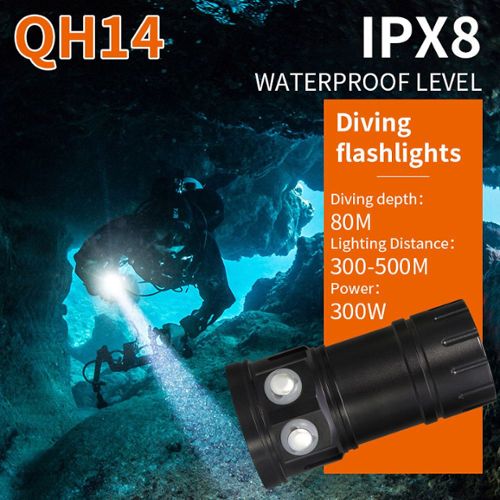 QH14
IPX8
WATERPROOF LEVEL
Diving
flashlights
Diving depth:
80M
Lighting Distance:
300-500M
Power:
300W